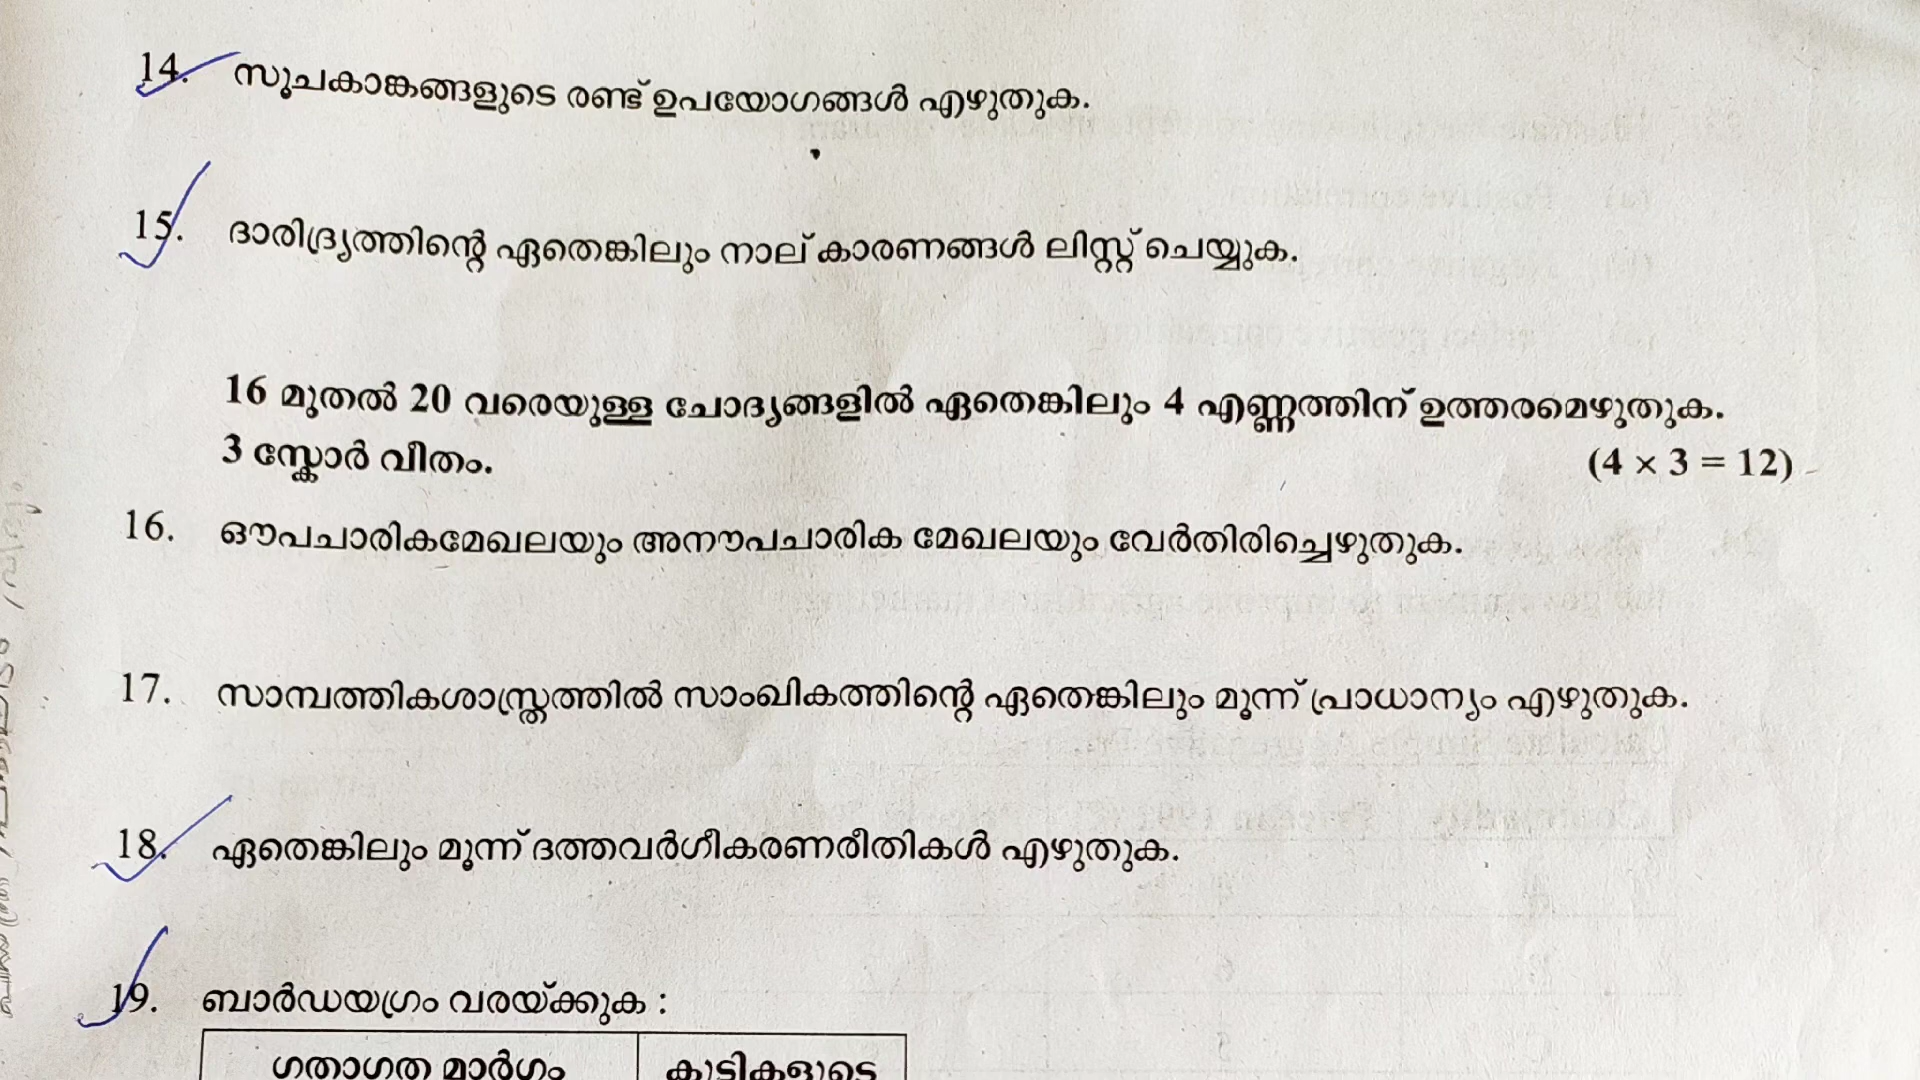 14. സൂചകാങ്കങ്ങളുടെ രണ്ട് ഉപയോഗങ്ങൾ എഴുതുക.
15. ദാരിദ്ര്യത്തിന്റെ ഏതെങ്കിലും നാല് കാരണങ്ങൾ ലിസ്റ്റ് ചെയ്യുക.
16 മുതൽ 20 വരെയുള്ള ചോദ്യങ്ങളിൽ ഏതെങ്കിലും 4 എണ്ണത്തിന് ഉത്തരമെഴുതുക.
3 സ്കോർ വീതം. (4 × 3 = 12)
16. ഔപചാരികമേഖലയും അനൗപചാരിക മേഖലയും വേർതിരിച്ചെഴുതുക.
17. സാമ്പത്തികശാസ്ത്രത്തിൽ സാംഖികത്തിന്റെ ഏതെങ്കിലും മൂന്ന് പ്രാധാന്യം എഴുതുക.
18. ഏതെങ്കിലും മൂന്ന് ദത്തവർഗീകരണരീതികൾ എഴുതുക.
19. ബാർഡയഗ്രം വരയ്ക്കുക :
ഗതാഗത മാർഗം കുട്ടികളുടെ